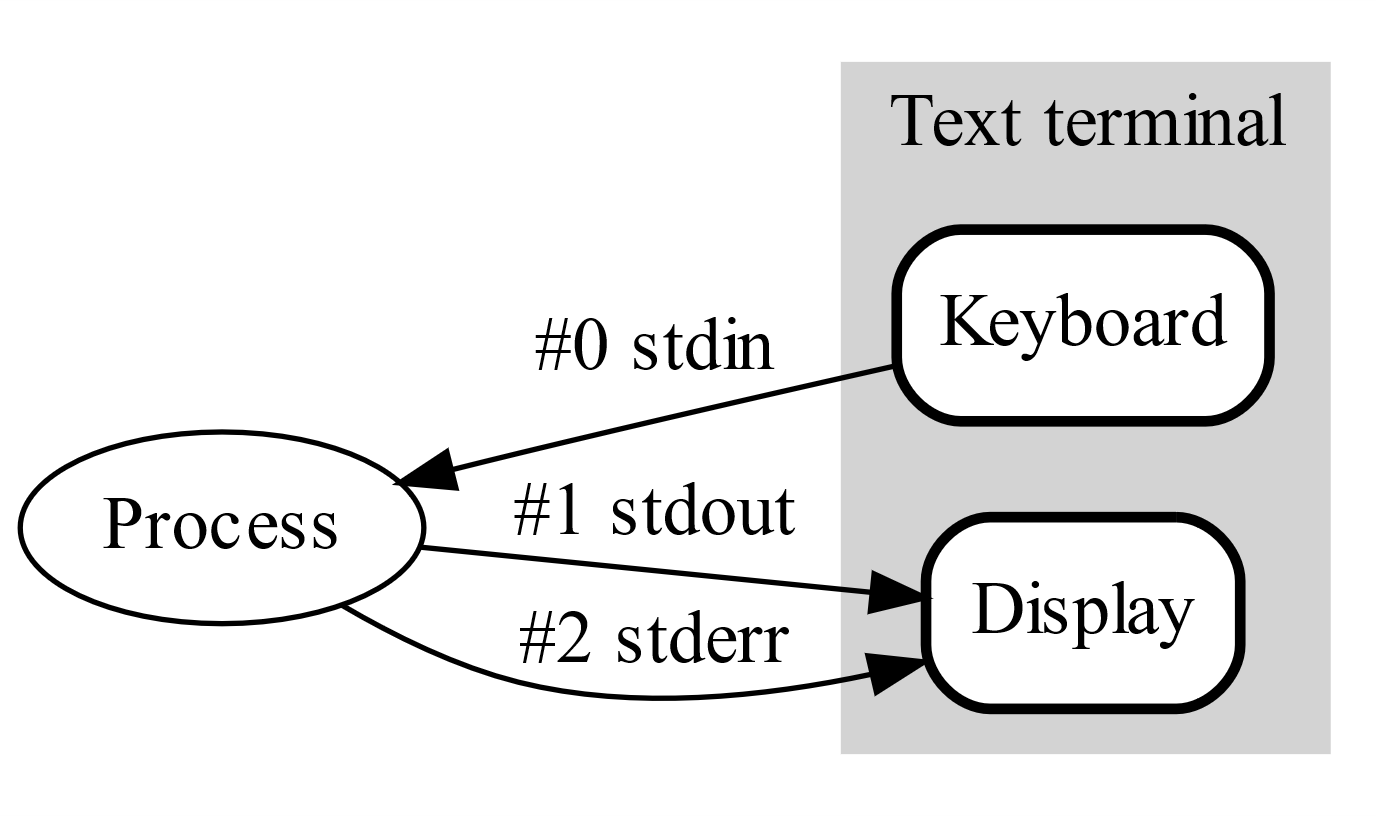 Text terminal
Keyboard
#0 stdin
Process
#1 stdout
Display
#2 stderr